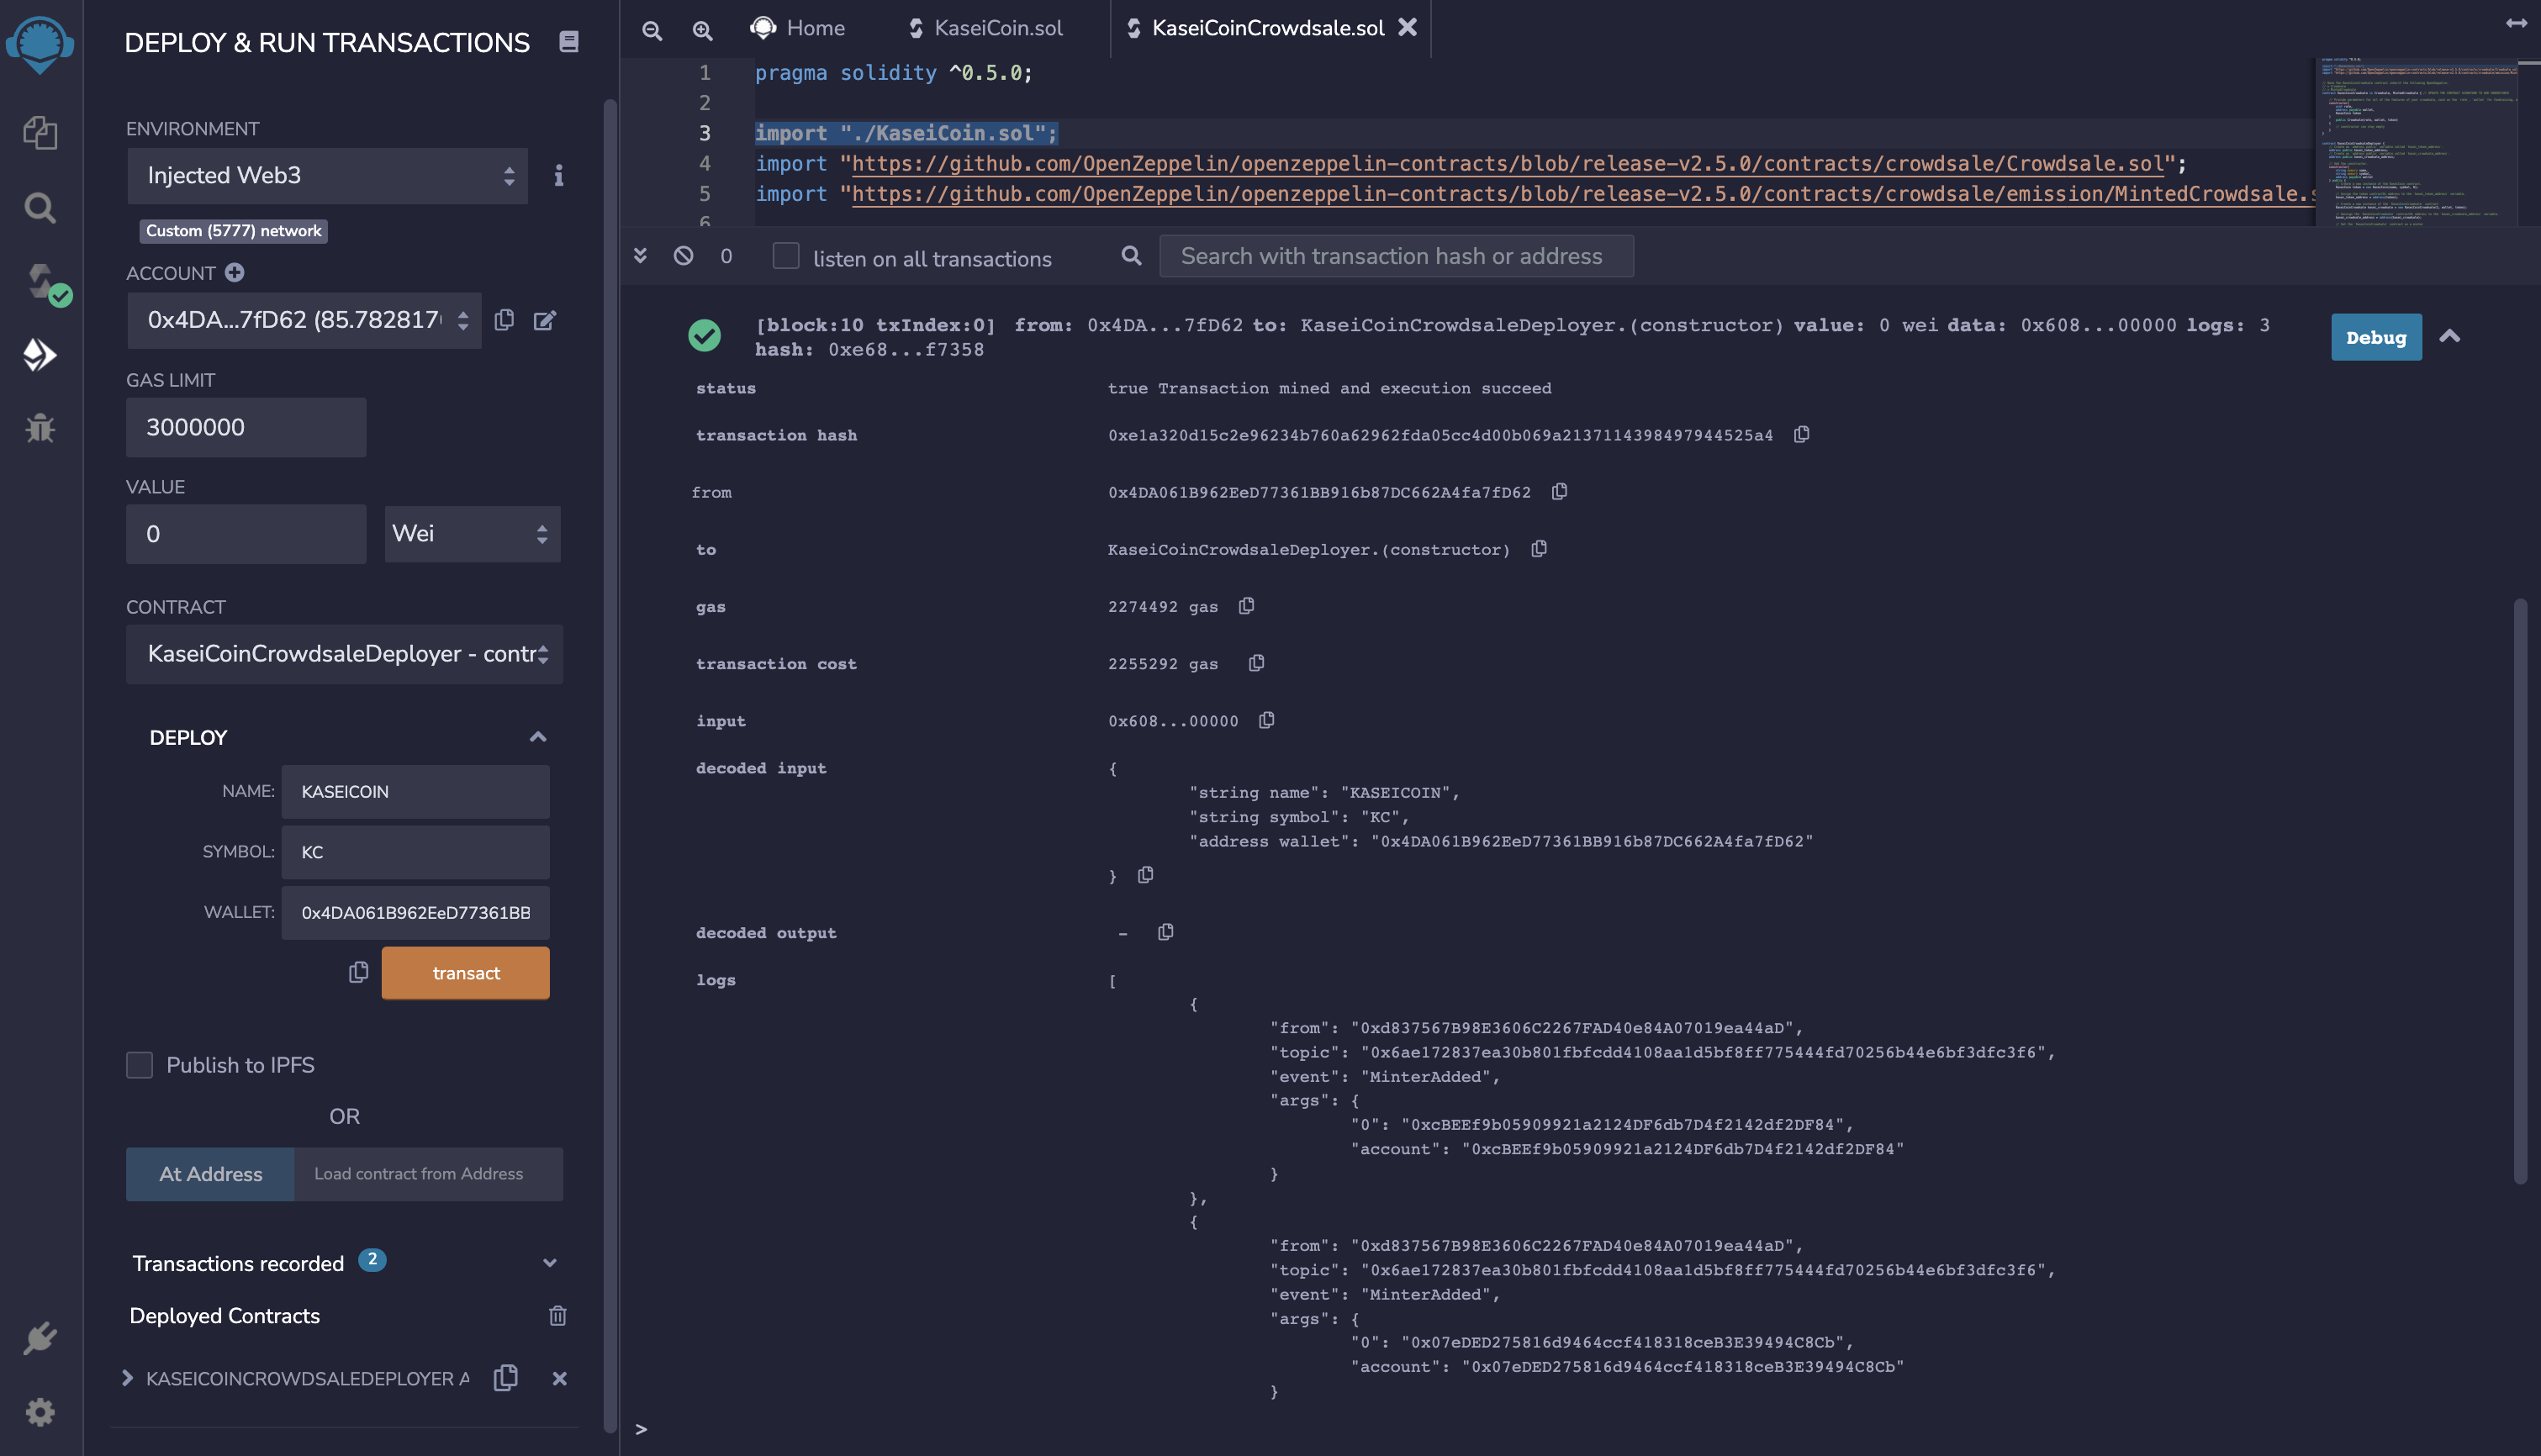 DEPLOY & RUN TRANSACTIONS
ENVIRONMENT
Injected Web3
Custom (5777) network
ACCOUNT
0x4DA...7fD62 (85.782817
GAS LIMIT
3000000
VALUE
0
Wei
CONTRACT
KaseiCoinCrowdsaleDeployer - contr
DEPLOY
NAME:
KASEICOIN
SYMBOL:
KC
WALLET:
0x4DA061B962EeD77361BB
transact
Publish to IPFS
OR
At Address
Load contract from Address
Transactions recorded 2
Deployed Contracts
KASEICOINCROWDSALEDEPLOYER A
Home
KaseiCoin.sol
KaseiCoinCrowdsale.sol
1 pragma solidity ^0.5.0;
2
3 import "./KaseiCoin.sol";
4 import "https://github.com/OpenZeppelin/openzeppelin-contracts/blob/release-v2.5.0/contracts/crowdsale/Crowdsale.sol";
5 import "https://github.com/OpenZeppelin/openzeppelin-contracts/blob/release-v2.5.0/contracts/crowdsale/emission/MintedCrowdsale.s
6
0
listen on all transactions
Search with transaction hash or address
[block:10 txIndex:0] from: 0x4DA...7fD62 to: KaseiCoinCrowdsaleDeployer.(constructor) value: 0 wei data: 0x608...00000 logs: 3
hash: 0xe68...f7358
Debug
status true Transaction mined and execution succeed
transaction hash 0xe1a320d15c2e96234b760a62962fda05cc4d00b069a2137114398497944525a4
from 0x4DA061B962EeD77361BB916b87DC662A4fa7fD62
to KaseiCoinCrowdsaleDeployer.(constructor)
gas 2274492 gas
transaction cost 2255292 gas
input 0x608...00000
decoded input {
"string name": "KASEICOIN",
"string symbol": "KC",
"address wallet": "0x4DA061B962EeD77361BB916b87DC662A4fa7fD62"
}
decoded output -
logs [
{
"from": "0xd837567B98E3606C2267FAD40e84A07019ea44aD",
"topic": "0x6ae172837ea30b801fbfcdd4108aa1d5bf8ff775444fd70256b44e6bf3dfc3f6",
"event": "MinterAdded",
"args": {
"0": "0xcBEEf9b05909921a2124DF6db7D4f2142df2DF84",
"account": "0xcBEEf9b05909921a2124DF6db7D4f2142df2DF84"
}
},
{
"from": "0xd837567B98E3606C2267FAD40e84A07019ea44aD",
"topic": "0x6ae172837ea30b801fbfcdd4108aa1d5bf8ff775444fd70256b44e6bf3dfc3f6",
"event": "MinterAdded",
"args": {
"0": "0x07eDED275816d9464ccf418318ceB3E39494C8Cb",
"account": "0x07eDED275816d9464ccf418318ceB3E39494C8Cb"
}
>